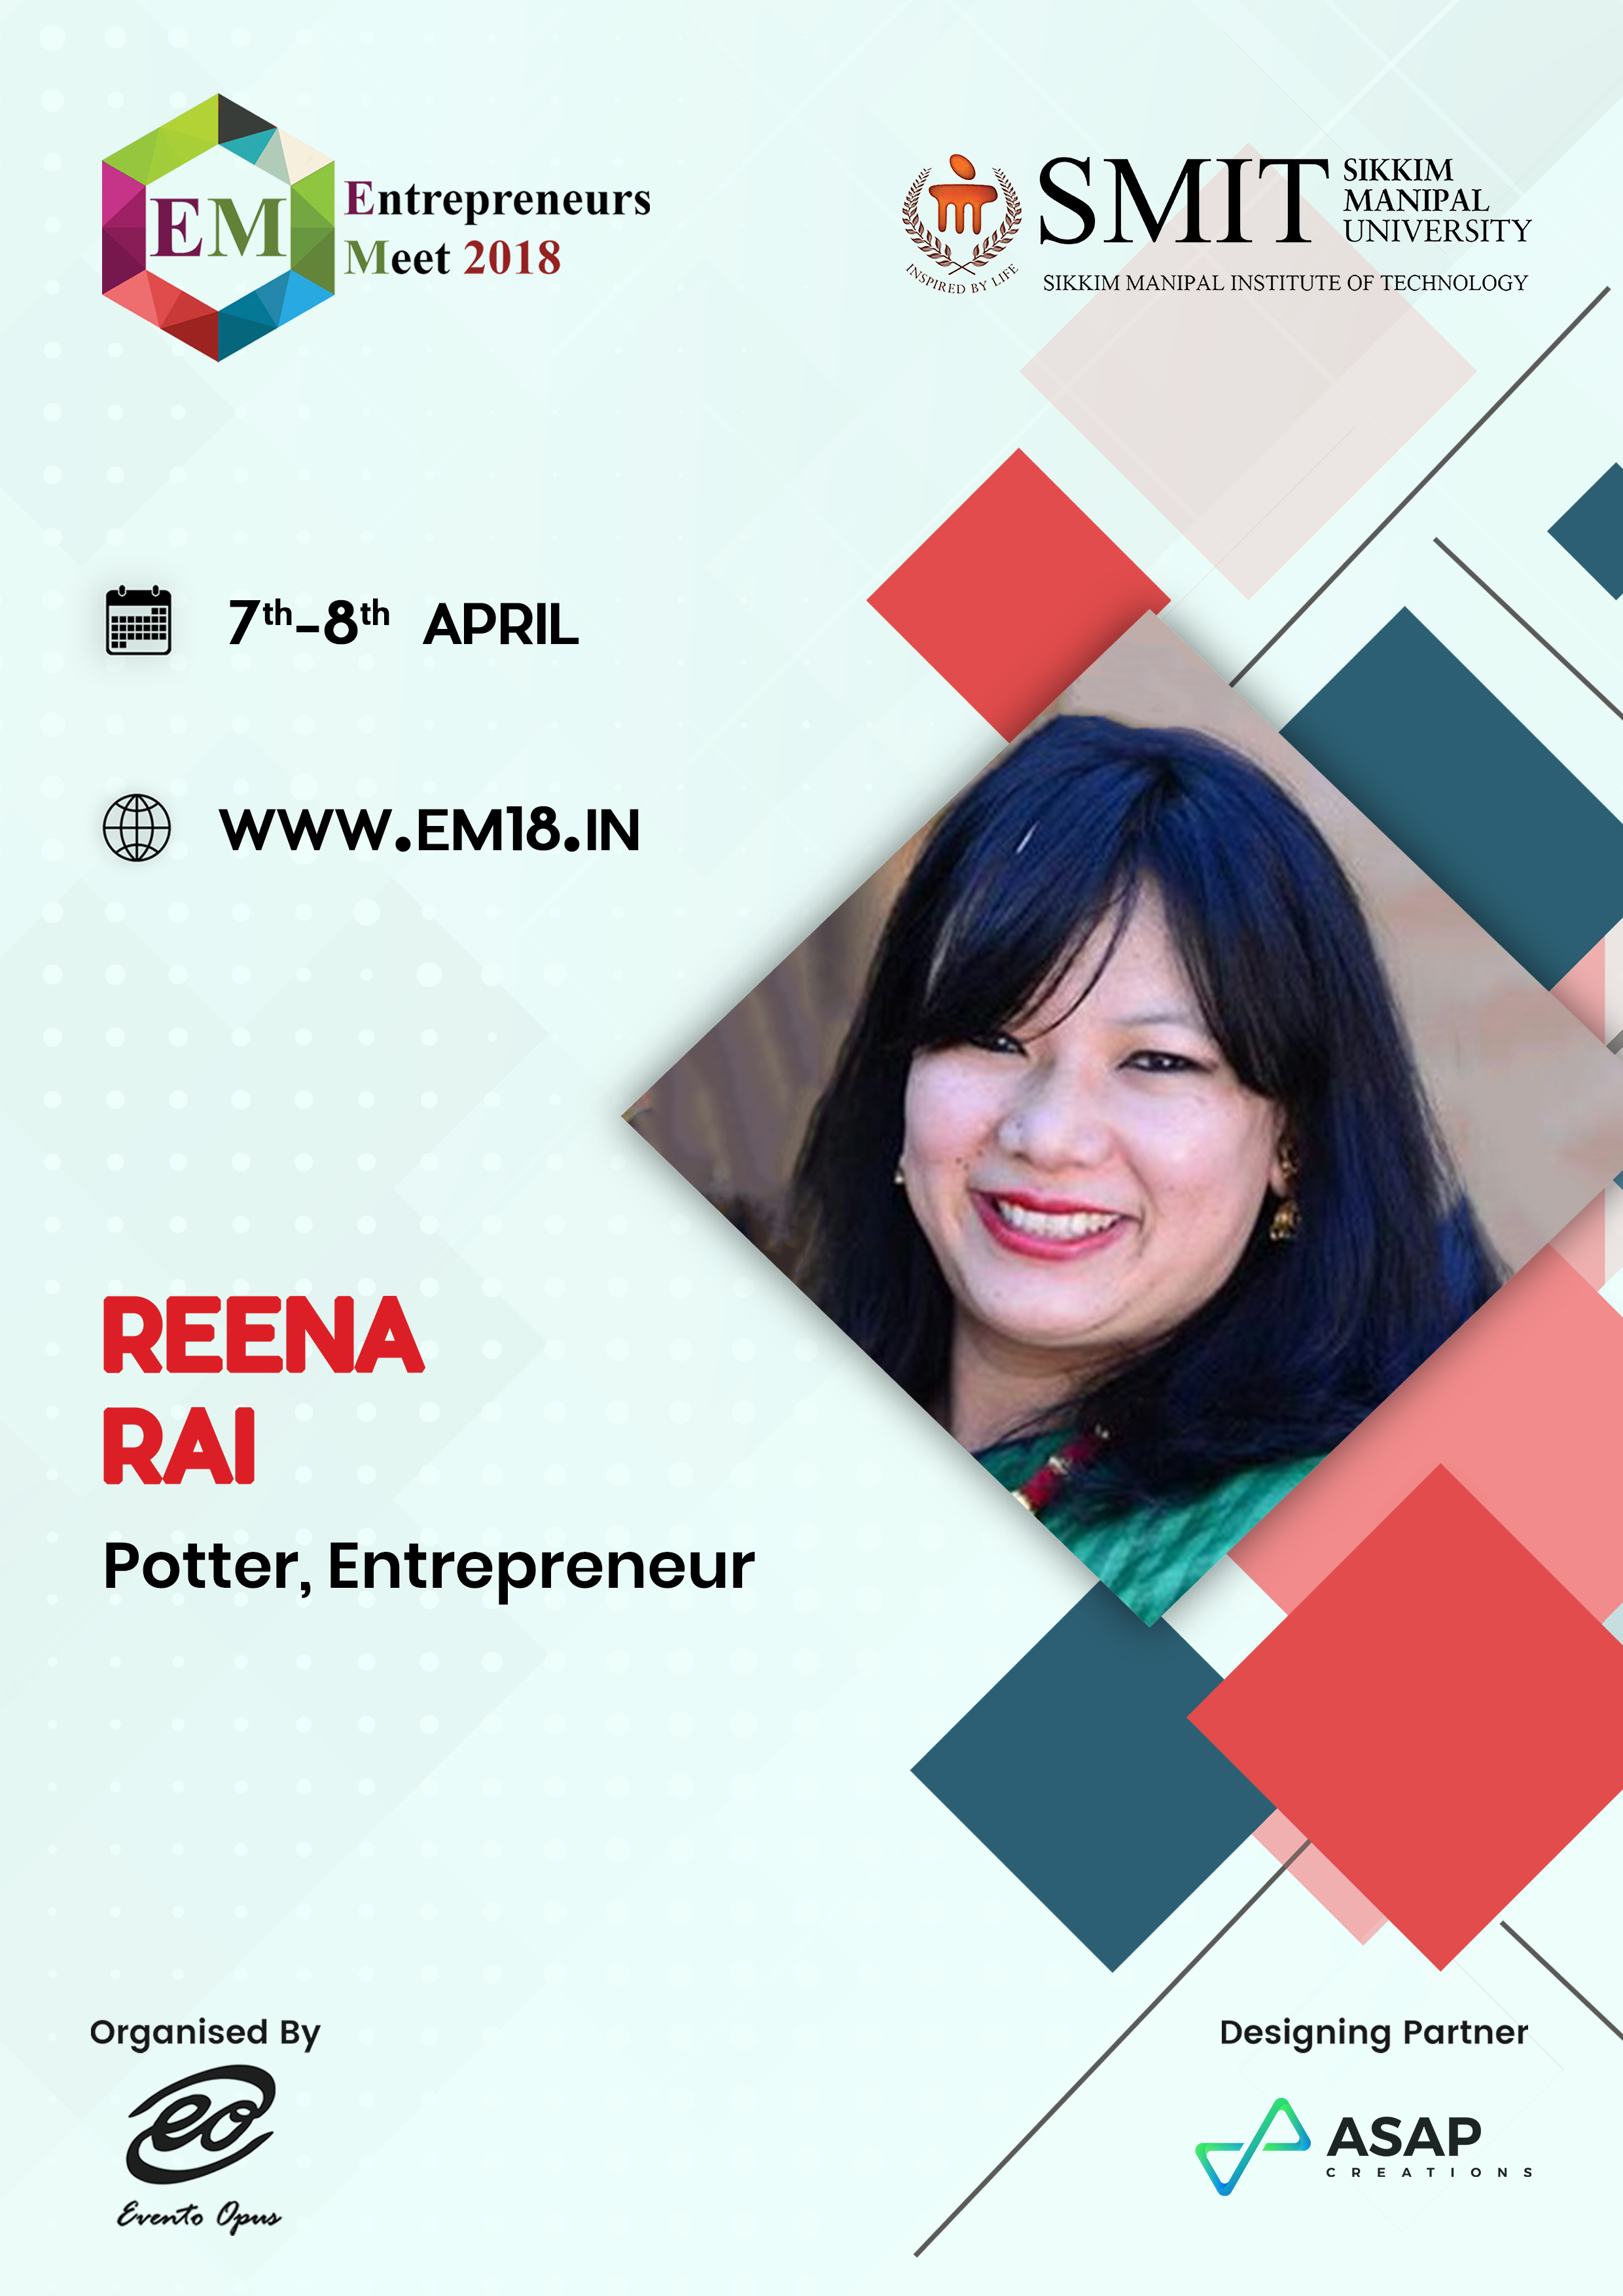 EM
Entrepreneurs
Meet 2018
INSPIRED BY LIFE
SMIT
SIKKIM
MANIPAL
UNIVERSITY
SIKKIM MANIPAL INSTITUTE OF TECHNOLOGY
7th-8th APRIL
WWW.EM18.IN
REENA
RAI
Potter, Entrepreneur
Organised By
eo
Evento Opus
Designing Partner
ASAP
CREATIONS